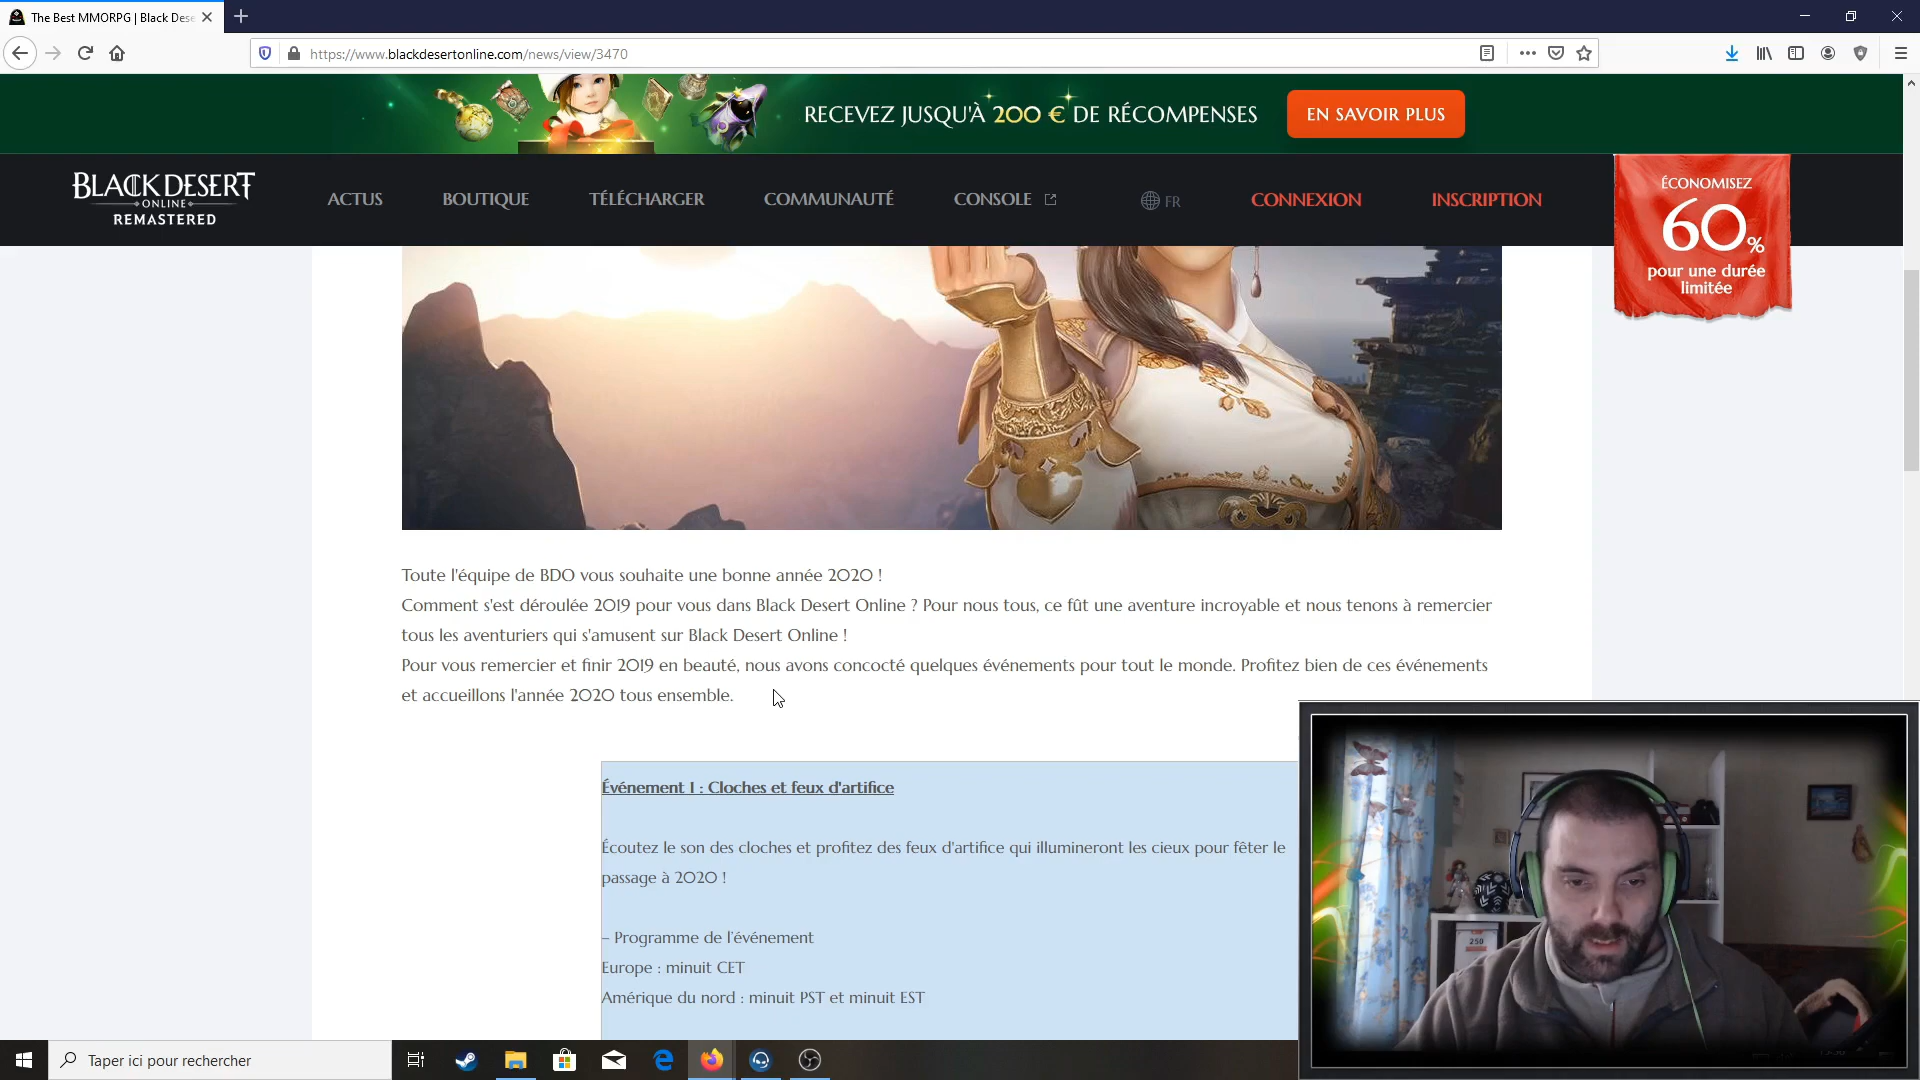 The Best MMORPG | Black Dese
https://www.blackdesertonline.com/news/view/3470
RECEVEZ JUSQU'À 200 € DE RÉCOMPENSES
EN SAVOIR PLUS
BLACK DESERT
ONLINE
REMASTERED
ACTUS
BOUTIQUE
TÉLÉCHARGER
COMMUNAUTÉ
CONSOLE
FR
CONNEXION
INSCRIPTION
ÉCONOMISEZ
60%
pour une durée
limitée
Toute l'équipe de BDO vous souhaite une bonne année 2020 !
Comment s'est déroulée 2019 pour vous dans Black Desert Online ? Pour nous tous, ce fût une aventure incroyable et nous tenons à remercier
tous les aventuriers qui s'amusent sur Black Desert Online !
Pour vous remercier et finir 2019 en beauté, nous avons concocté quelques événements pour tout le monde. Profitez bien de ces événements
et accueillons l'année 2020 tous ensemble.
Événement 1 : Cloches et feux d'artifice
Écoutez le son des cloches et profitez des feux d'artifice qui illumineront les cieux pour fêter le
passage à 2020 !
– Programme de l'événement
Europe : minuit CET
Amérique du nord : minuit PST et minuit EST
250
Taper ici pour rechercher